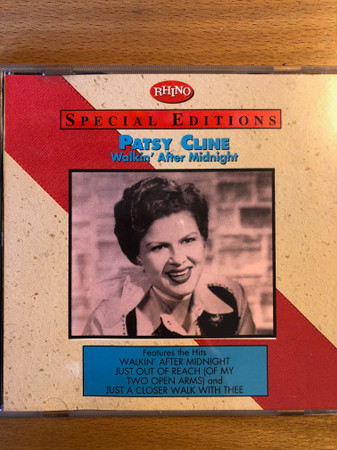 RHINO
SPECIAL EDITIONS
PATSY CLINE
Walkin' After Midnight
Features the Hits
WALKIN' AFTER MIDNIGHT
JUST OUT OF REACH (OF MY
TWO OPEN ARMS) and
JUST A CLOSER WALK WITH THEE